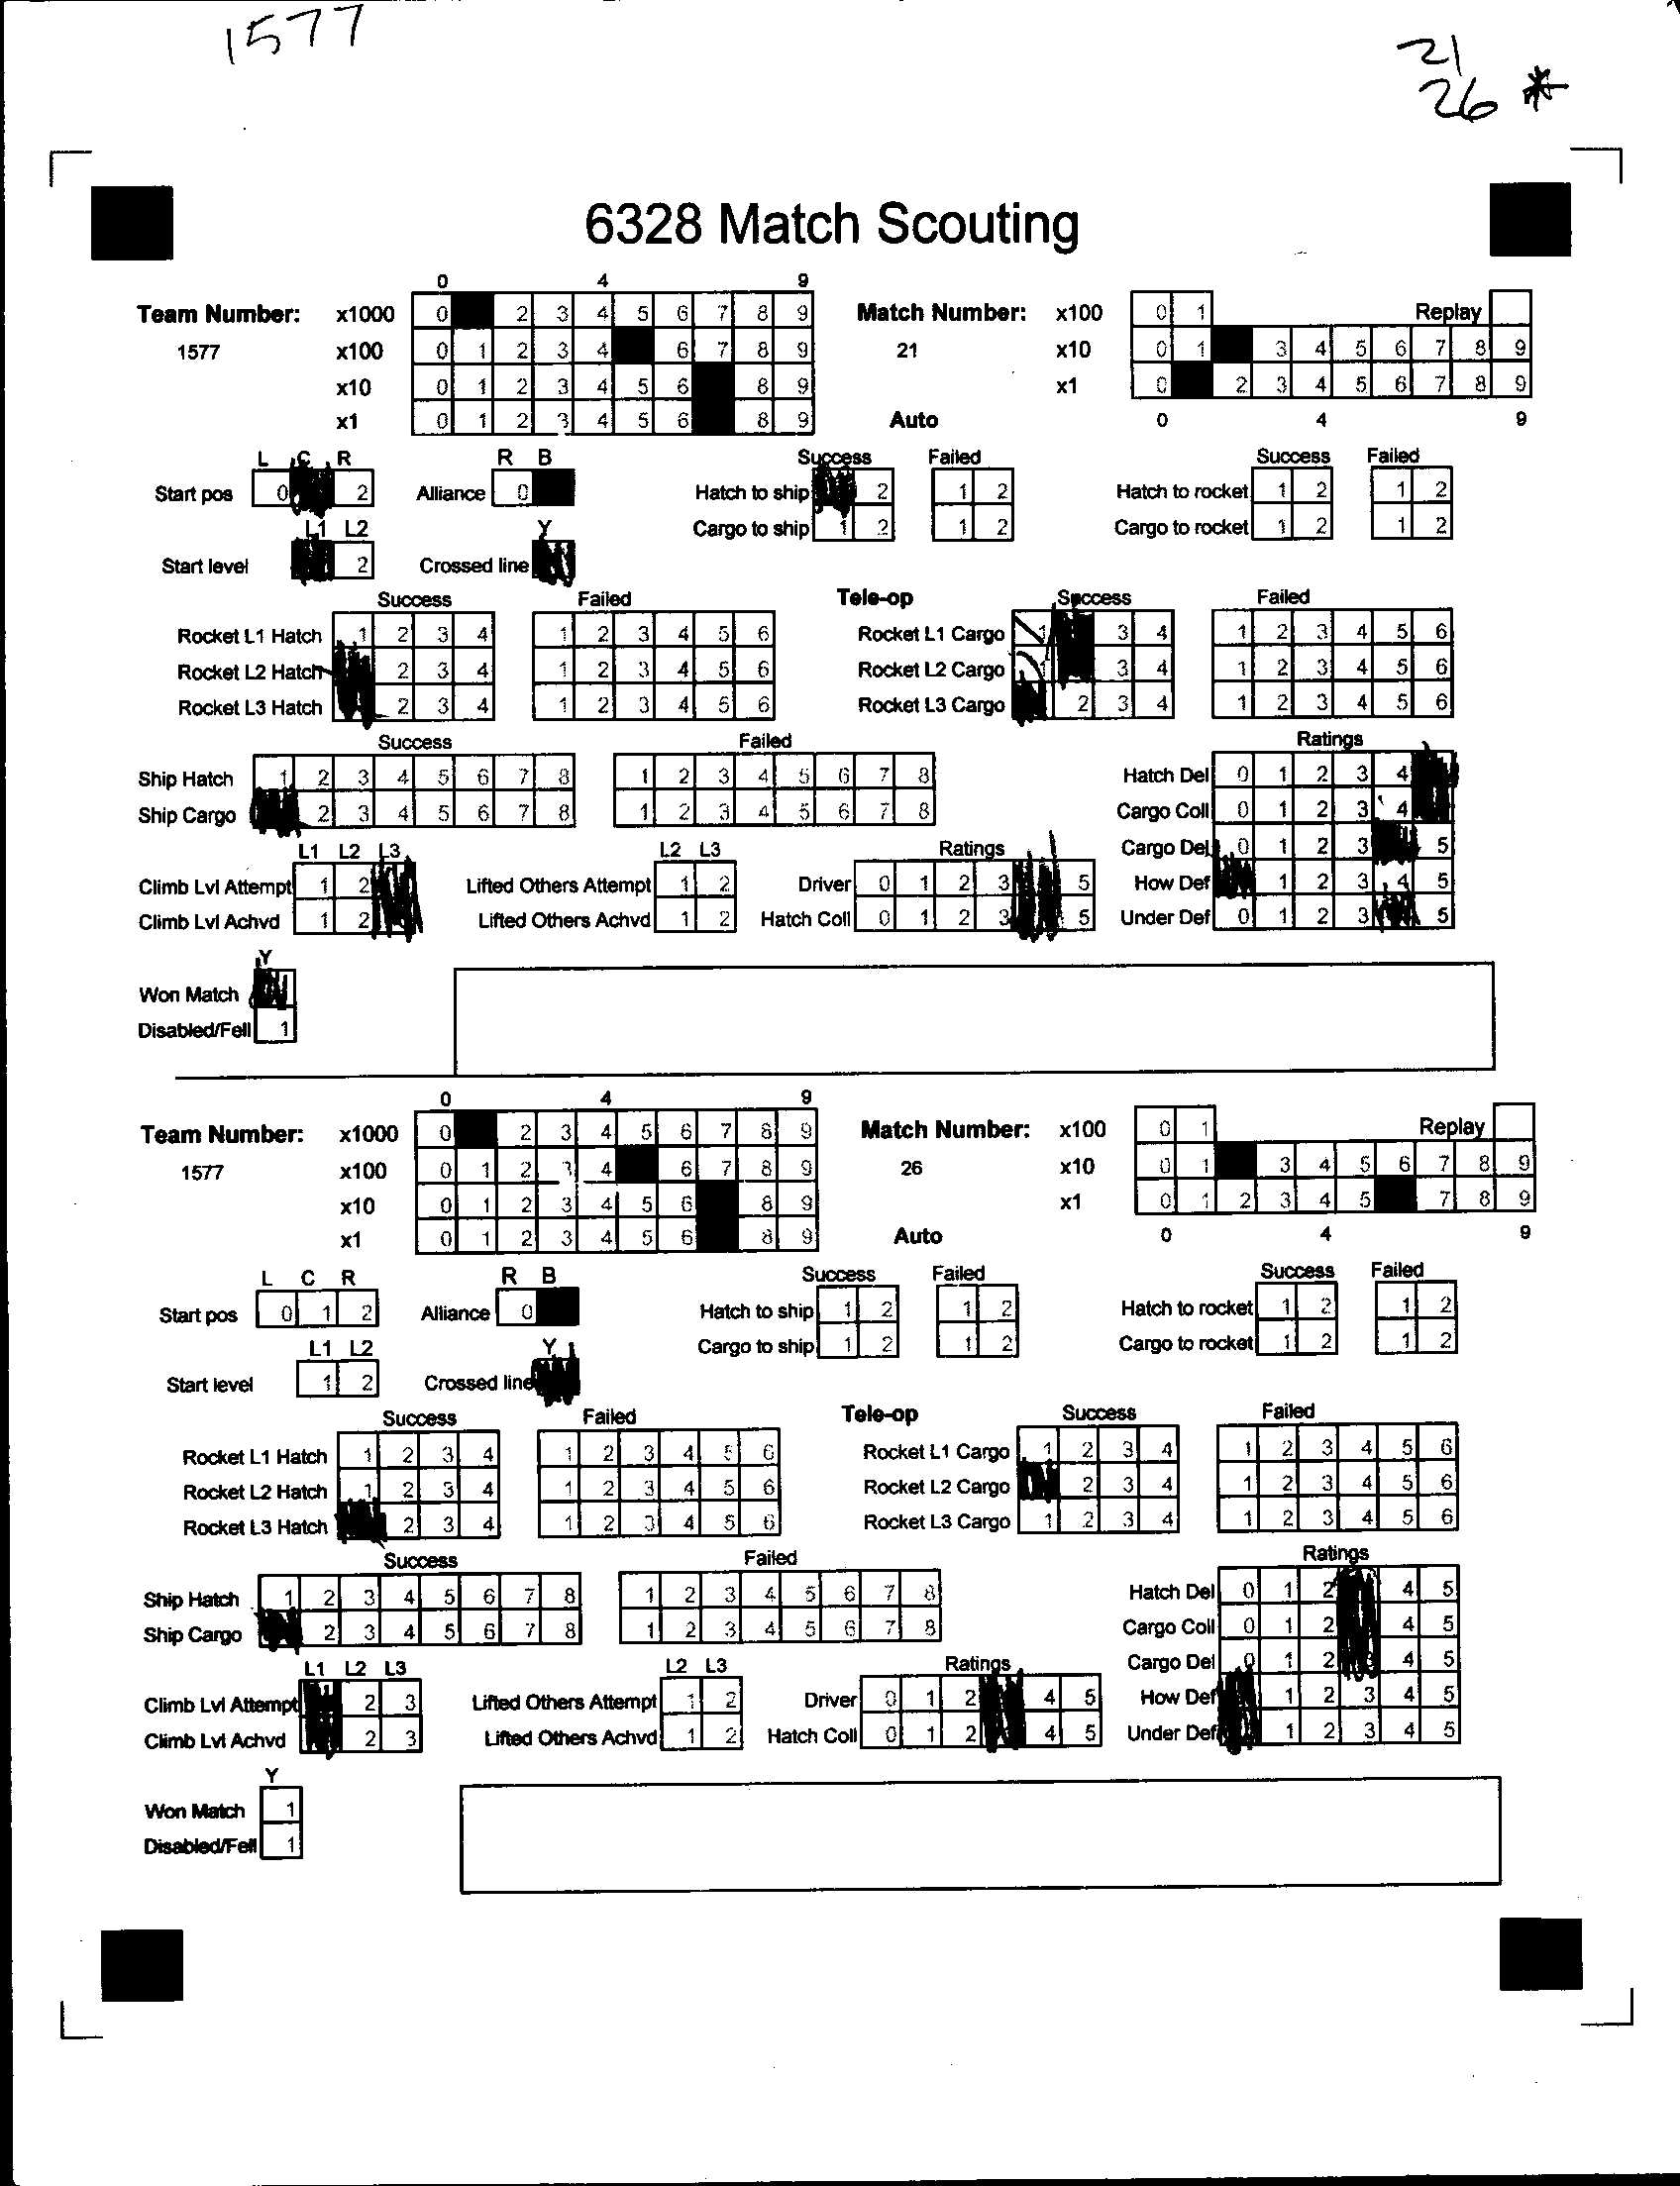 1577
21
26 *
6328 Match Scouting
0 4 9
Team Number: x1000 0 2 3 4 5 6 7 8 9 Match Number: x100 0 1 Replay
1577 x100 0 1 2 3 4 6 7 8 9 21 x10 0 1 3 4 5 6 7 8 9
x10 0 1 2 3 4 5 6 8 9 x1 0 2 3 4 5 6 7 8 9
x1 0 1 2 3 4 5 6 8 9 Auto 0 4 9
L C R R B Success Failed Success Failed
Start pos 0 2 Alliance 0 Hatch to ship 2 1 2 Hatch to rocket 1 2 1 2
L1 L2 Y Cargo to ship 1 2 1 2 Cargo to rocket 1 2 1 2
Start level 2 Crossed line
Success Failed Tele-op Success Failed
Rocket L1 Hatch 1 2 3 4 1 2 3 4 5 6 Rocket L1 Cargo 1 3 4 1 2 3 4 5 6
Rocket L2 Hatch 2 3 4 1 2 3 4 5 6 Rocket L2 Cargo 1 3 4 1 2 3 4 5 6
Rocket L3 Hatch 2 3 4 1 2 3 4 5 6 Rocket L3 Cargo 2 3 4 1 2 3 4 5 6
Success Failed Ratings
Ship Hatch 1 2 3 4 5 6 7 8 1 2 3 4 5 6 7 8 Hatch Del 0 1 2 3 4
Ship Cargo 2 3 4 5 6 7 8 1 2 3 4 5 6 7 8 Cargo Coll 0 1 2 3 4
L1 L2 L3 L2 L3 Ratings Cargo Del 0 1 2 3 5
Climb Lvl Attempt 1 2 Lifted Others Attempt 1 2 Driver 0 1 2 3 5 How Def 1 2 3 4 5
Climb Lvl Achvd 1 2 Lifted Others Achvd 1 2 Hatch Coll 0 1 2 3 5 Under Def 0 1 2 3 5
Y
Won Match
Disabled/Fell 1
0 4 9
Team Number: x1000 0 2 3 4 5 6 7 8 9 Match Number: x100 0 1 Replay
1577 x100 0 1 2 3 4 6 7 8 9 26 x10 0 1 3 4 5 6 7 8 9
x10 0 1 2 3 4 5 6 8 9 x1 0 1 2 3 4 5 7 8 9
x1 0 1 2 3 4 5 6 8 9 Auto 0 4 9
L C R R B Success Failed Success Failed
Start pos 0 1 2 Alliance 0 Hatch to ship 1 2 1 2 Hatch to rocket 1 2 1 2
L1 L2 Y Cargo to ship 1 2 1 2 Cargo to rocket 1 2 1 2
Start level 1 2 Crossed line
Success Failed Tele-op Success Failed
Rocket L1 Hatch 1 2 3 4 1 2 3 4 5 6 Rocket L1 Cargo 1 2 3 4 1 2 3 4 5 6
Rocket L2 Hatch 1 2 3 4 1 2 3 4 5 6 Rocket L2 Cargo 2 3 4 1 2 3 4 5 6
Rocket L3 Hatch 2 3 4 1 2 3 4 5 6 Rocket L3 Cargo 1 2 3 4 1 2 3 4 5 6
Success Failed Ratings
Ship Hatch 1 2 3 4 5 6 7 8 1 2 3 4 5 6 7 8 Hatch Del 0 1 2 4 5
Ship Cargo 2 3 4 5 6 7 8 1 2 3 4 5 6 7 8 Cargo Coll 0 1 2 4 5
L1 L2 L3 L2 L3 Ratings Cargo Del 0 1 2 3 4 5
Climb Lvl Attempt 2 3 Lifted Others Attempt 1 2 Driver 0 1 2 4 5 How Def 1 2 3 4 5
Climb Lvl Achvd 2 3 Lifted Others Achvd 1 2 Hatch Coll 0 1 2 4 5 Under Def 1 2 3 4 5
Y
Won Match 1
Disabled/Fell 1